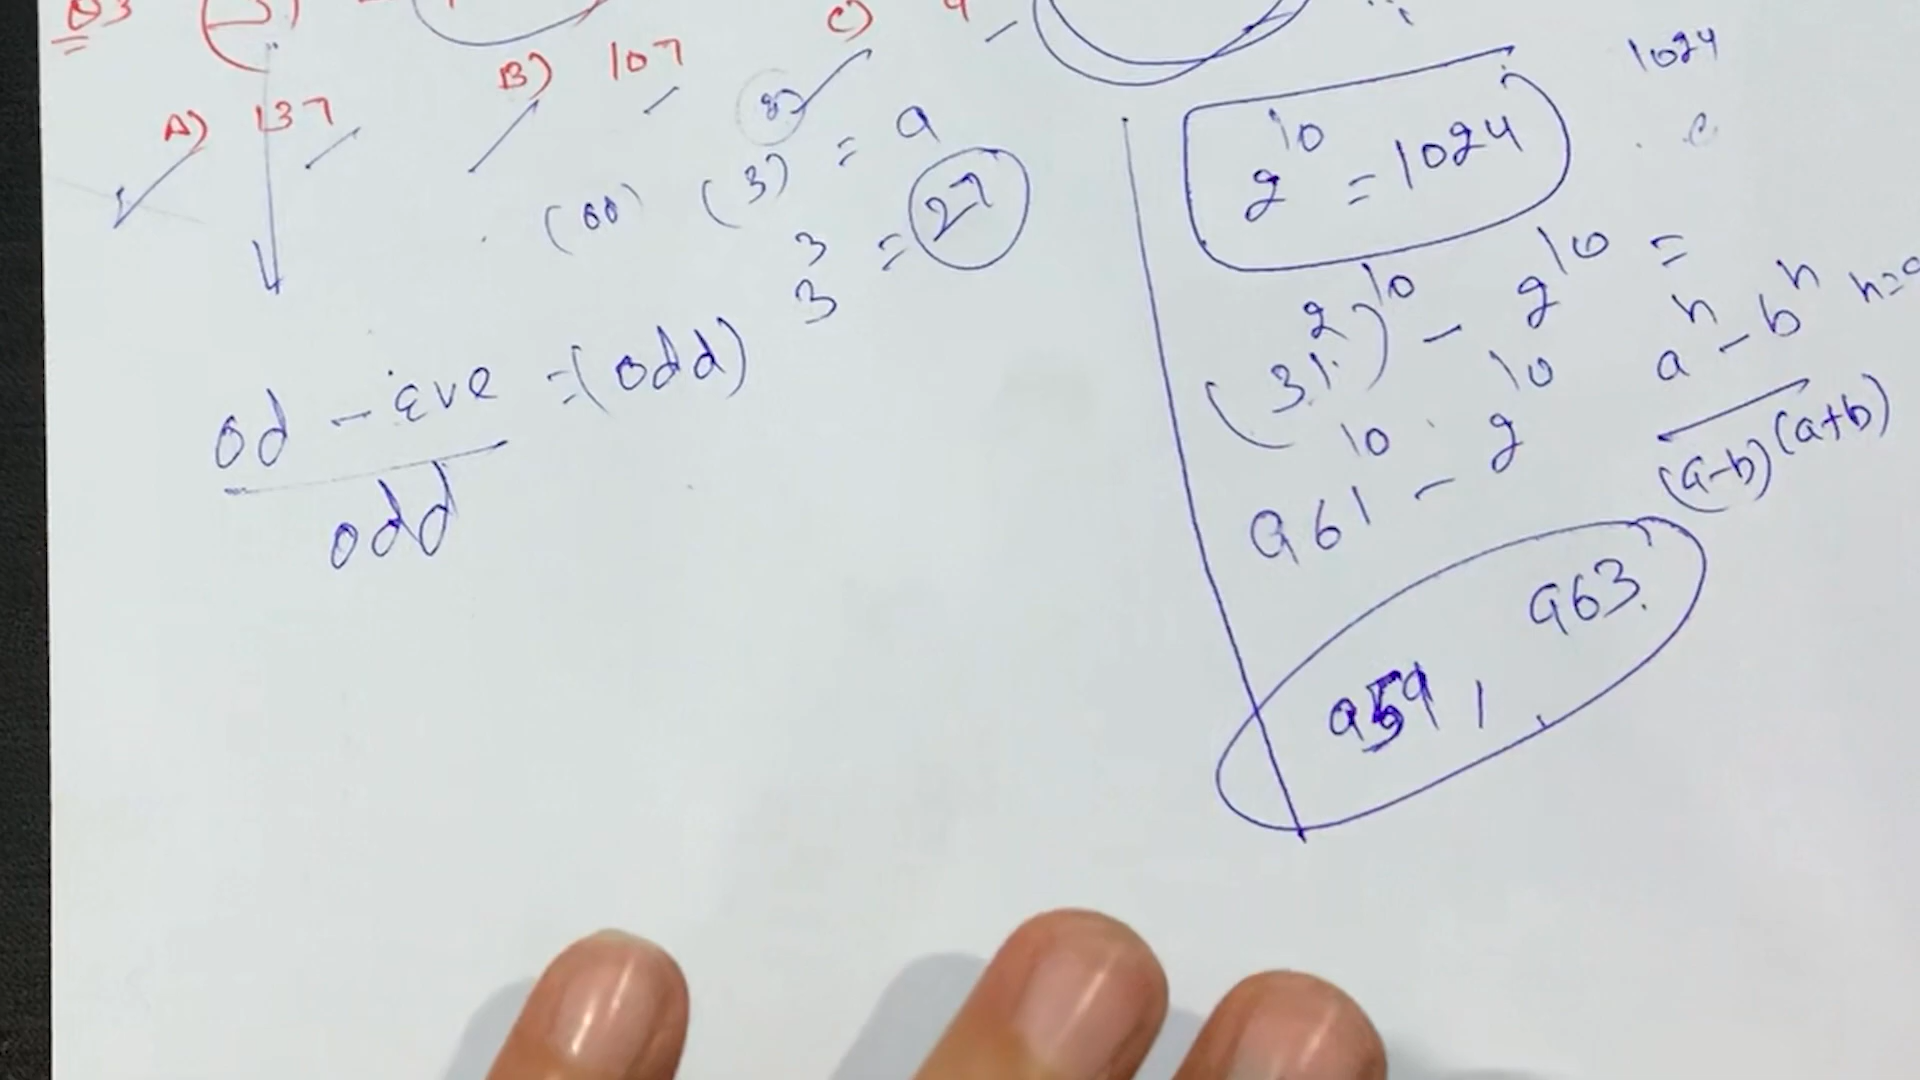 C)
B) 107
A) 137
(3) = 9
3
3 = 27
od - eve = (odd)
odd
1024
10
2 = 1024
2 10 10
(31) - 2 =
10 10
961 - 2
n n
a - b
(a-b)(a+b)
963
959,